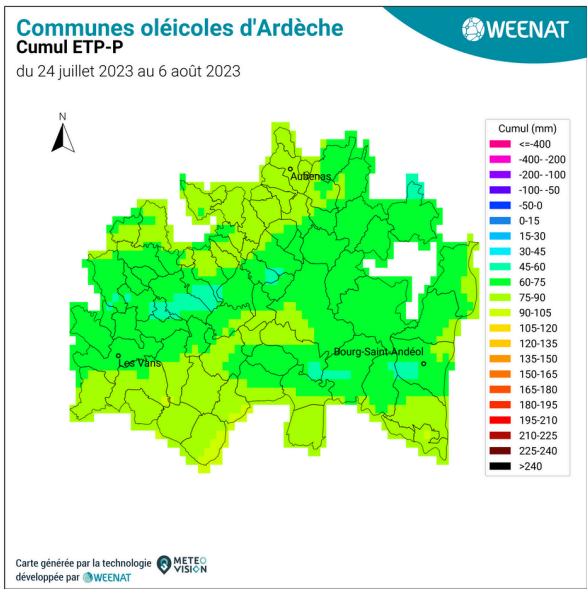 Communes oléicoles d'Ardèche
Cumul ETP-P
du 24 juillet 2023 au 6 août 2023
WEENAT
N
Aubenas
Les Vans
Bourg-Saint-Andéol
Cumul (mm)
<=-400
-400 -200
-200 -100
-100 -50
-50-0
0-15
15-30
30-45
45-60
60-75
75-90
90-105
105-120
120-135
135-150
150-165
165-180
180-195
195-210
210-225
225-240
>240
Carte générée par la technologie
développée par WEENAT
METEO
VISION